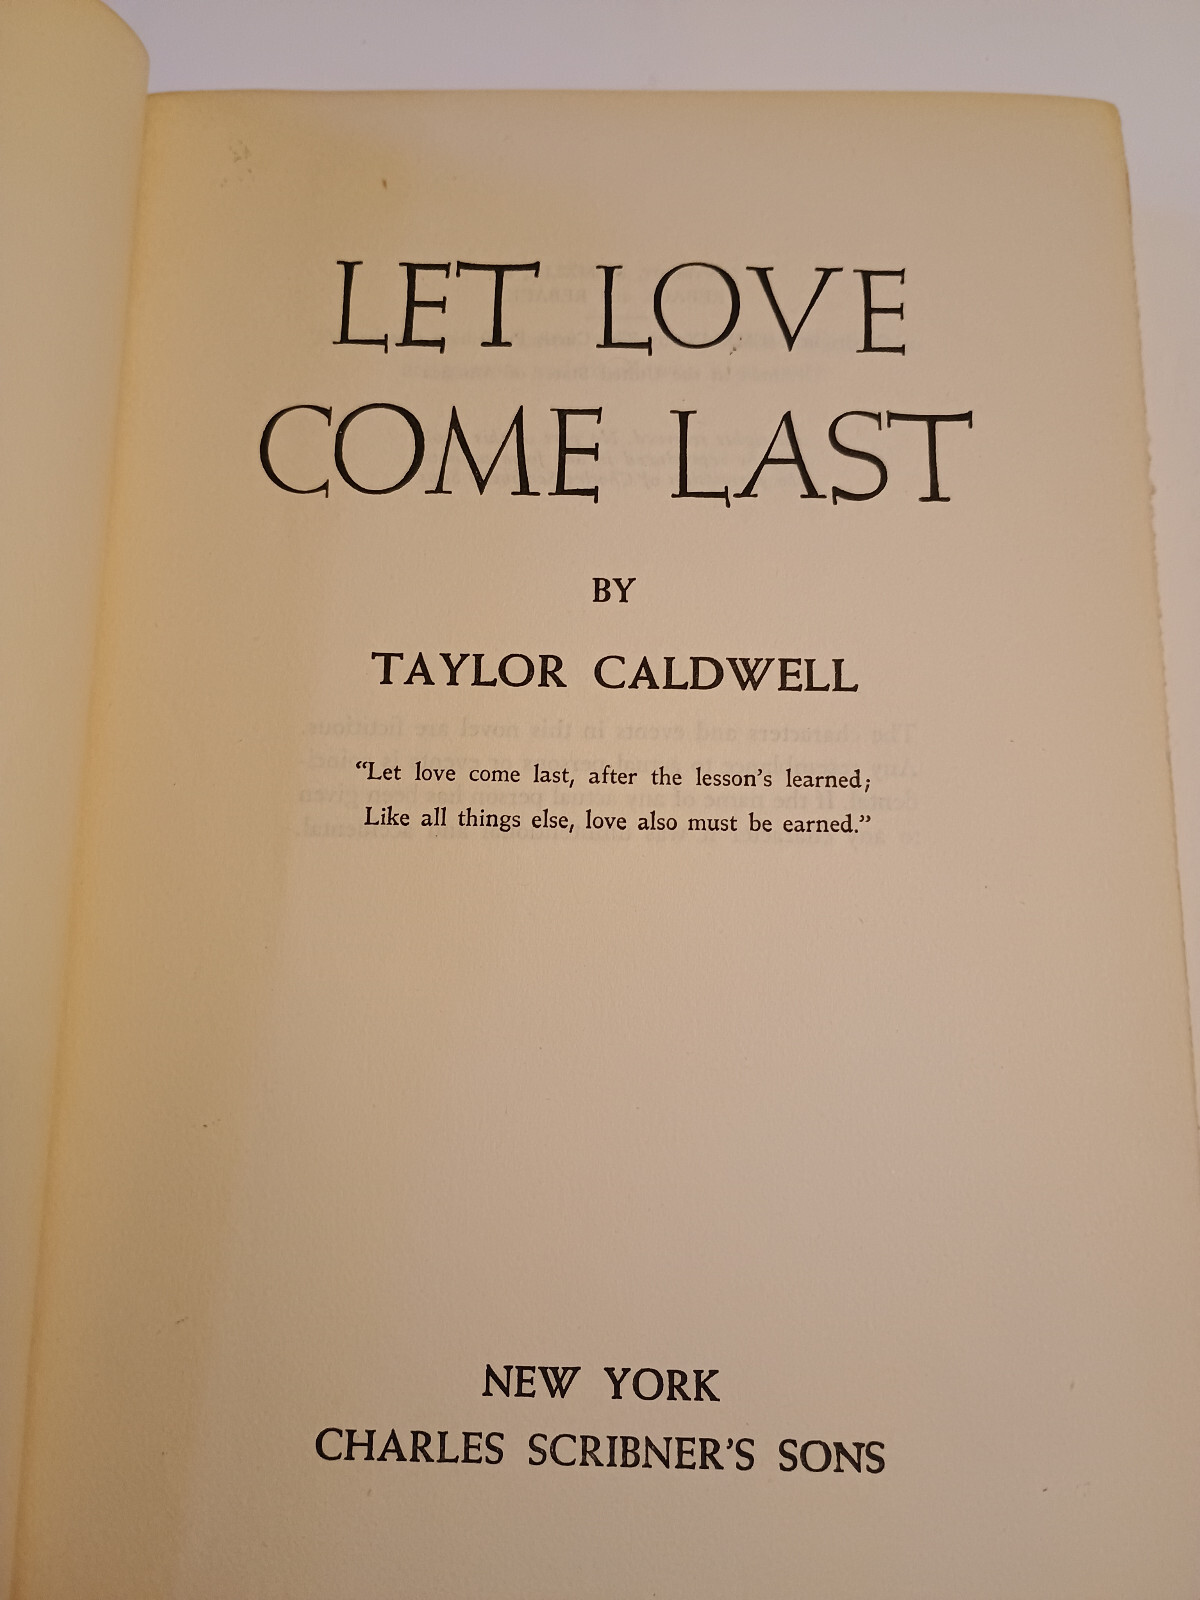 LET LOVE
COME LAST
BY
TAYLOR CALDWELL
“Let love come last, after the lesson’s learned;
Like all things else, love also must be earned.”
NEW YORK
CHARLES SCRIBNER’S SONS